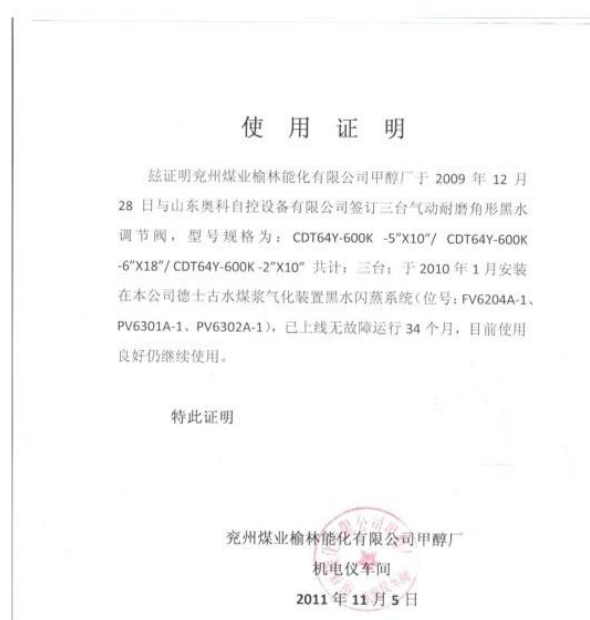 使用证明
兹证明兖州煤业榆林能化有限公司甲醇厂于 2009 年 12 月
28 日与山东奥科自控设备有限公司签订三台气动耐磨角形黑水
调节阀，型号规格为：CDT64Y-600K -5”X10”/ CDT64Y-600K
-6”X18”/ CDT64Y-600K -2”X10” 共计：三台；于 2010 年 1 月安装
在本公司德士古水煤浆气化装置黑水闪蒸系统（位号：FV6204A-1、
PV6301A-1、PV6302A-1），已上线无故障运行 34 个月，目前使用
良好仍继续使用。
特此证明
兖州煤业榆林能化有限公司甲醇厂
机电仪车间
2011 年 11 月 5 日